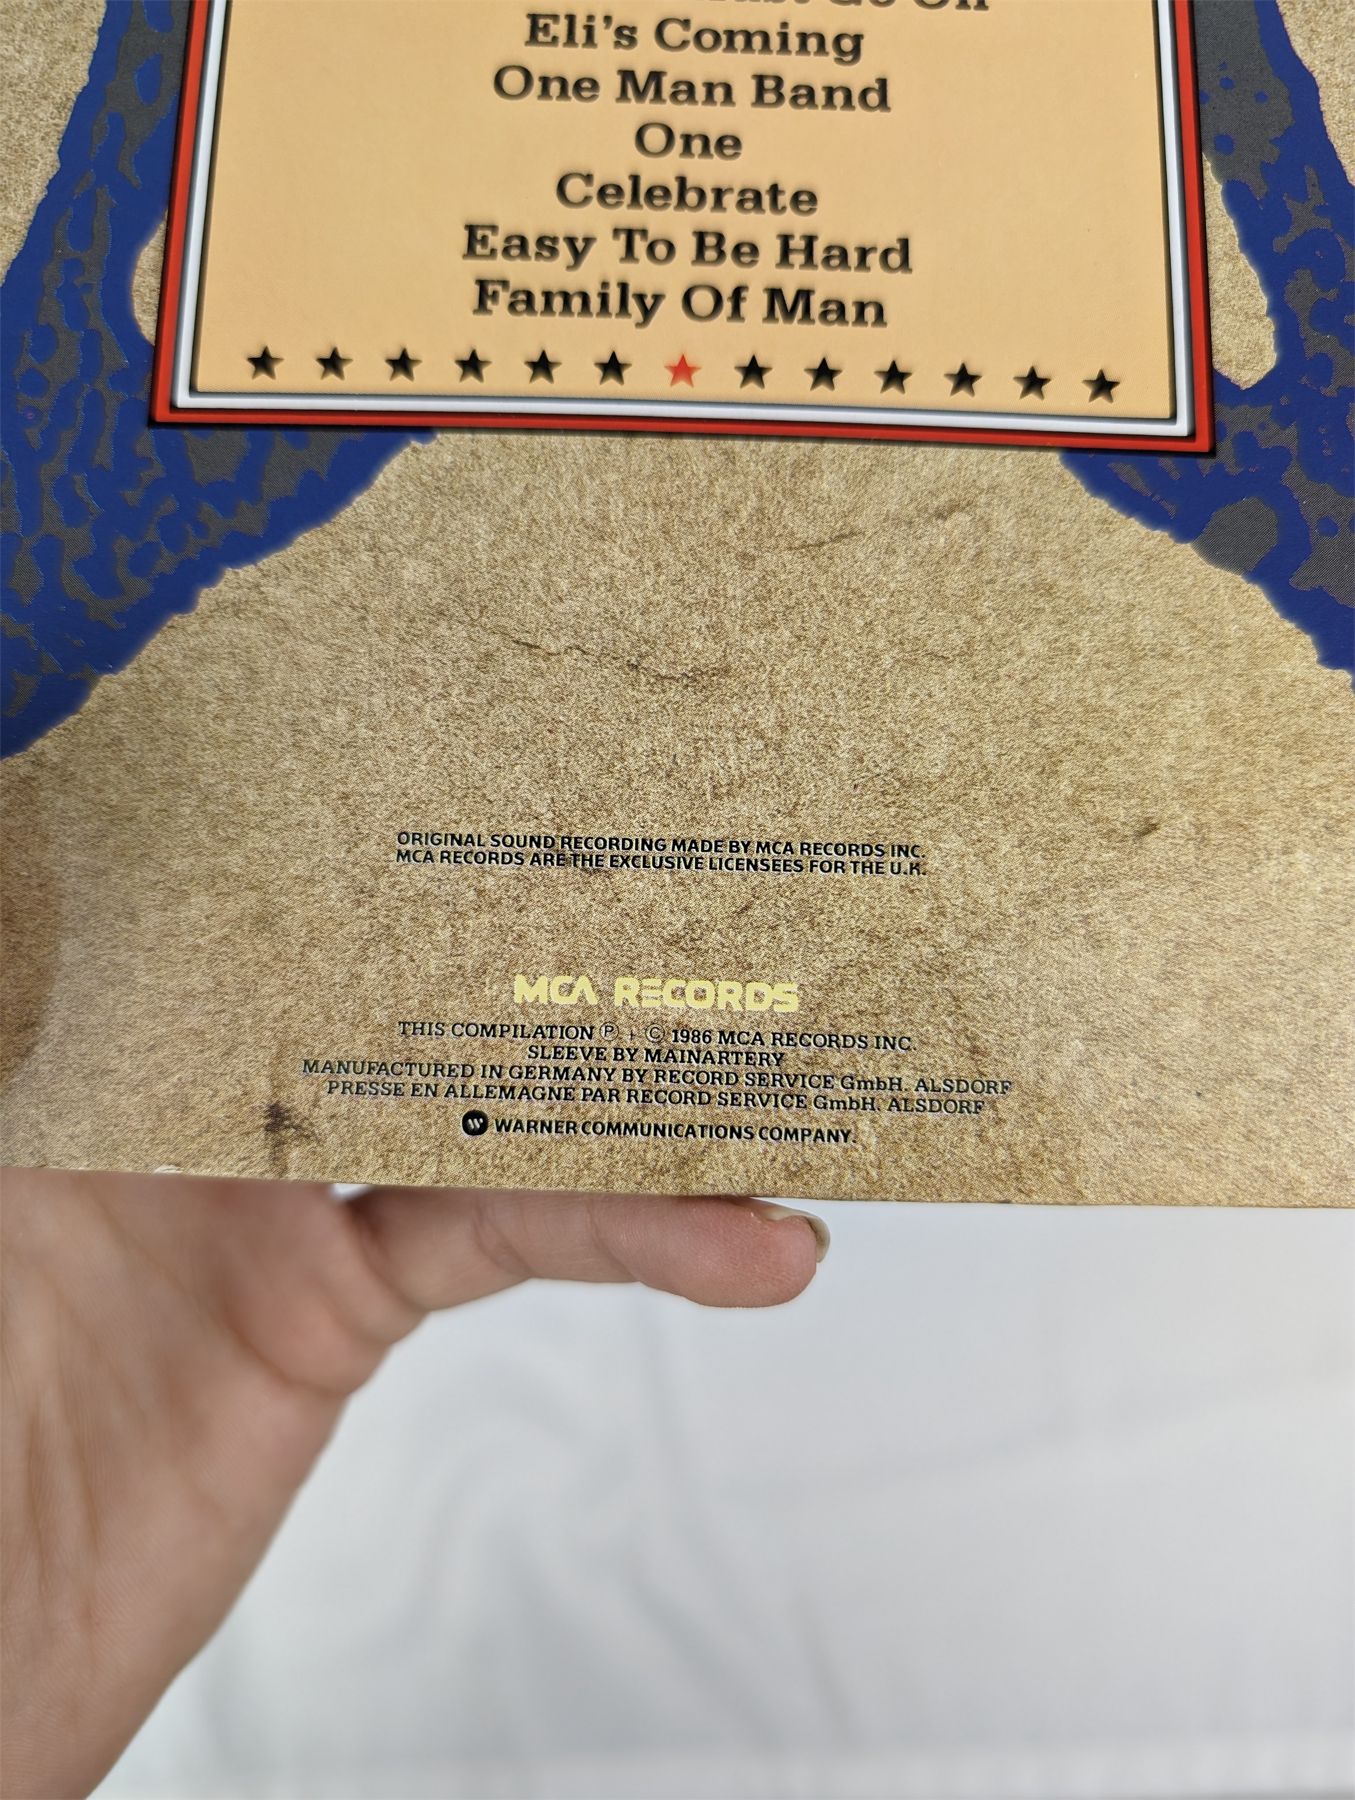 Go On
Eli's Coming
One Man Band
One
Celebrate
Easy To Be Hard
Family Of Man
ORIGINAL SOUND RECORDING MADE BY MCA RECORDS INC.
MCA RECORDS ARE THE EXCLUSIVE LICENSEES FOR THE U.K.
MCA RECORDS
THIS COMPILATION ℗ + © 1986 MCA RECORDS INC.
SLEEVE BY MAINARTERY
MANUFACTURED IN GERMANY BY RECORD SERVICE GmbH. ALSDORF
PRESSE EN ALLEMAGNE PAR RECORD SERVICE GmbH. ALSDORF
WARNER COMMUNICATIONS COMPANY.